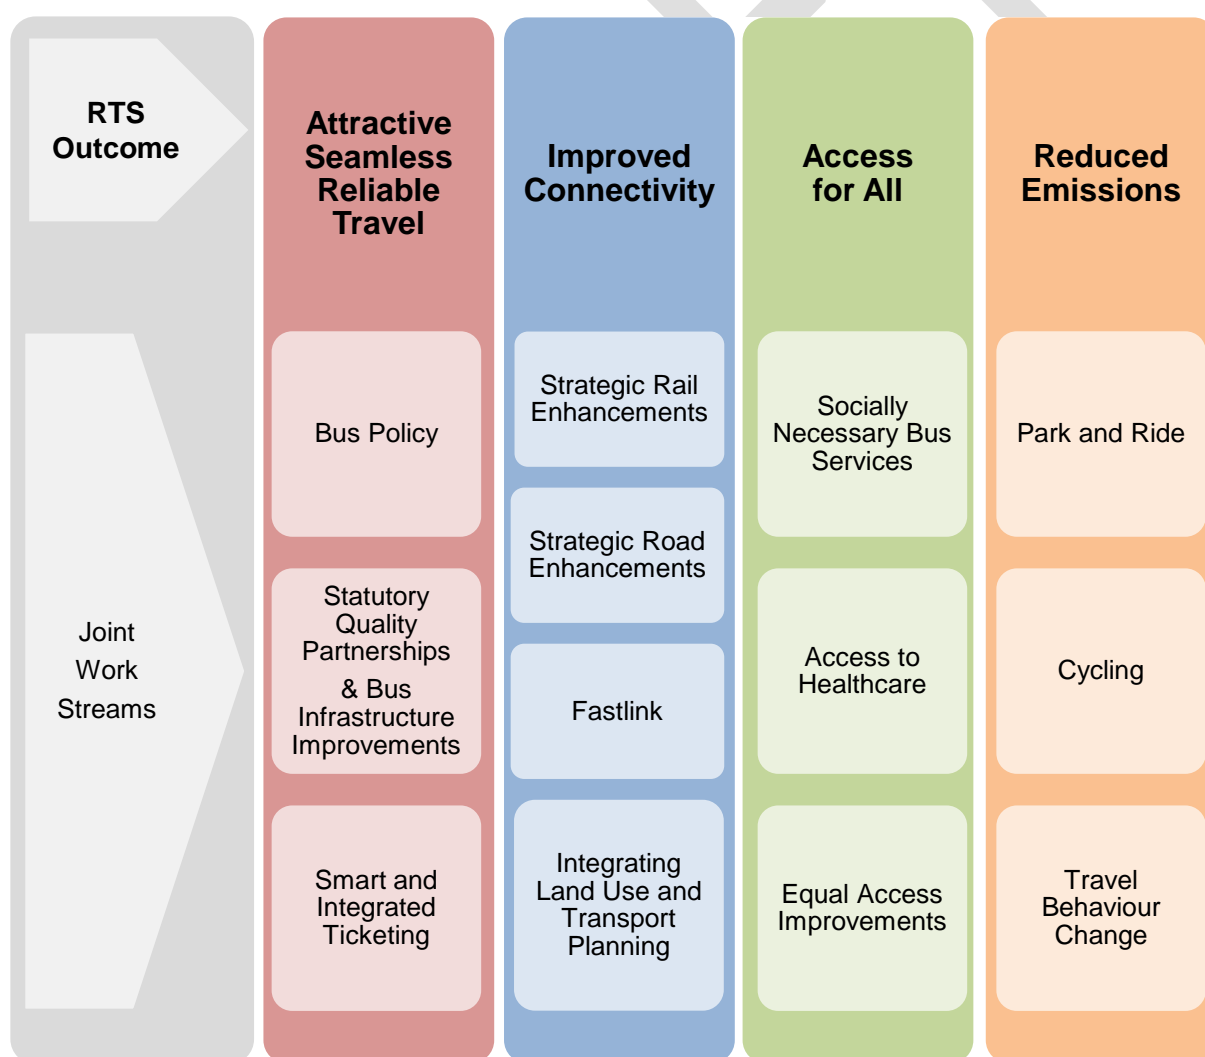 RTS
Outcome
Attractive
Seamless
Reliable
Travel
Improved
Connectivity
Access
for All
Reduced
Emissions
Joint
Work
Streams
Bus Policy
Statutory
Quality
Partnerships
& Bus
Infrastructure
Improvements
Smart and
Integrated
Ticketing
Strategic Rail
Enhancements
Strategic Road
Enhancements
Fastlink
Integrating
Land Use and
Transport
Planning
Socially
Necessary Bus
Services
Access to
Healthcare
Equal Access
Improvements
Park and Ride
Cycling
Travel
Behaviour
Change